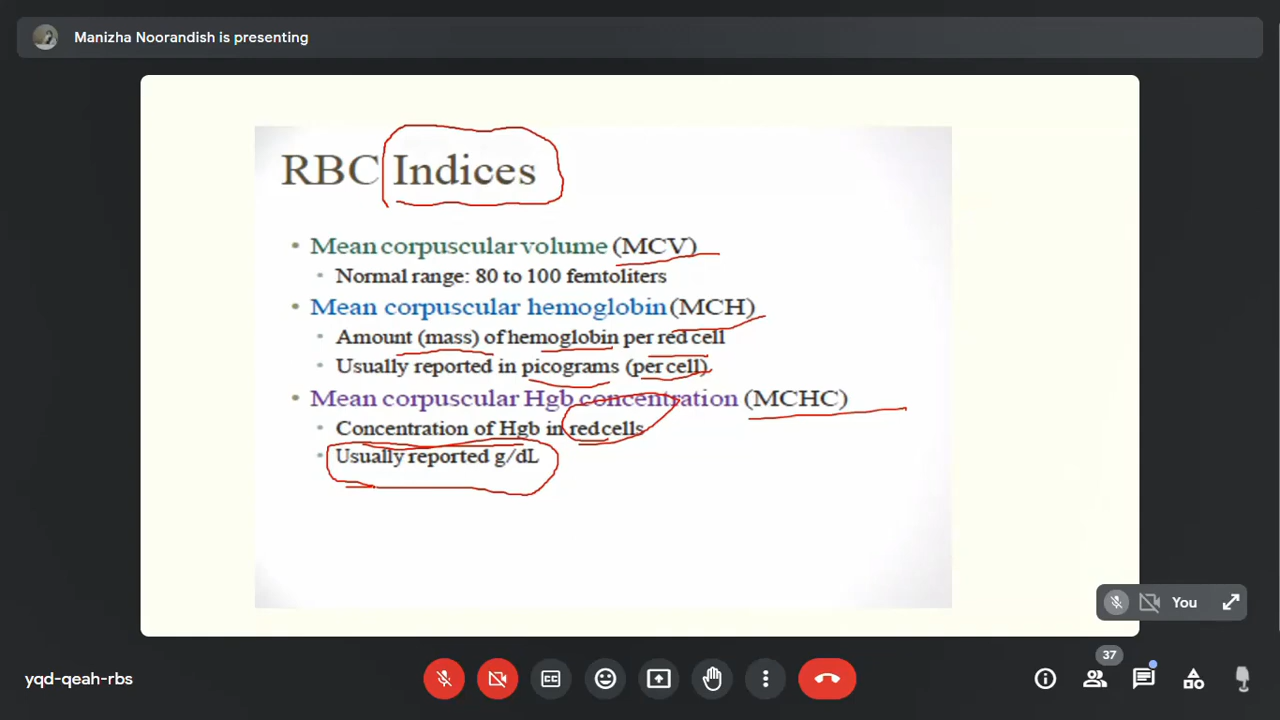 Manizha Noorandish is presenting
RBC Indices
• Mean corpuscular volume (MCV)
• Normal range: 80 to 100 femtoliters
• Mean corpuscular hemoglobin (MCH)
• Amount (mass) of hemoglobin per red cell
• Usually reported in picograms (per cell)
• Mean corpuscular Hgb concentration (MCHC)
• Concentration of Hgb in red cells
• Usually reported g/dL
You
37
yqd-qeah-rbs
CC